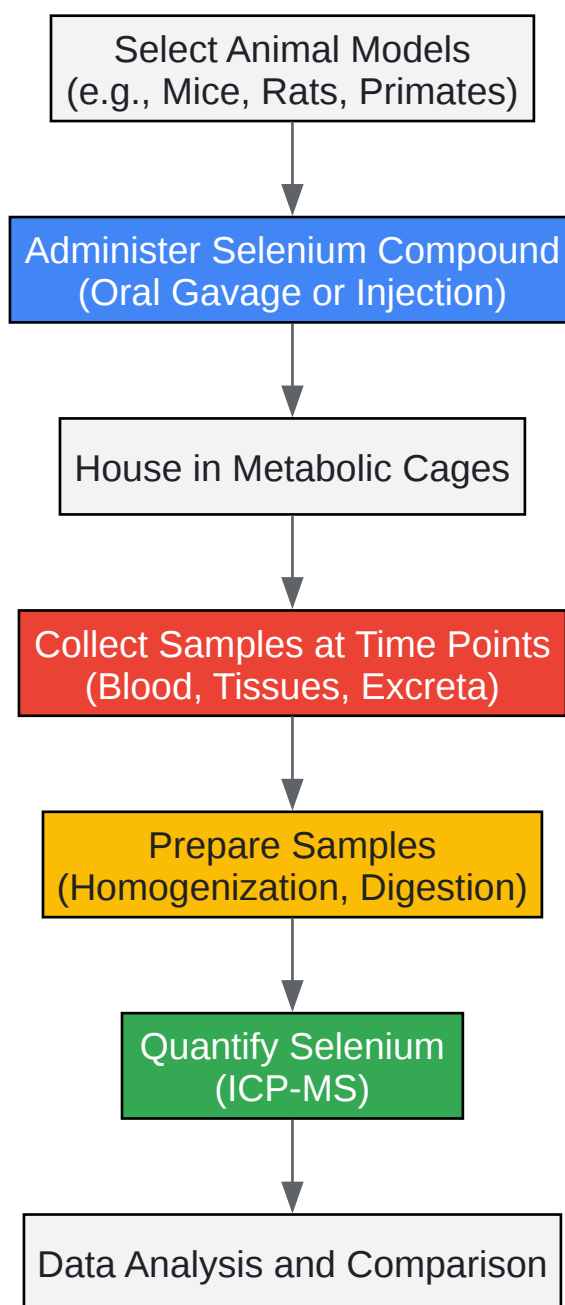 Select Animal Models
(e.g., Mice, Rats, Primates)
Administer Selenium Compound
(Oral Gavage or Injection)
House in Metabolic Cages
Collect Samples at Time Points
(Blood, Tissues, Excreta)
Prepare Samples
(Homogenization, Digestion)
Quantify Selenium
(ICP-MS)
Data Analysis and Comparison